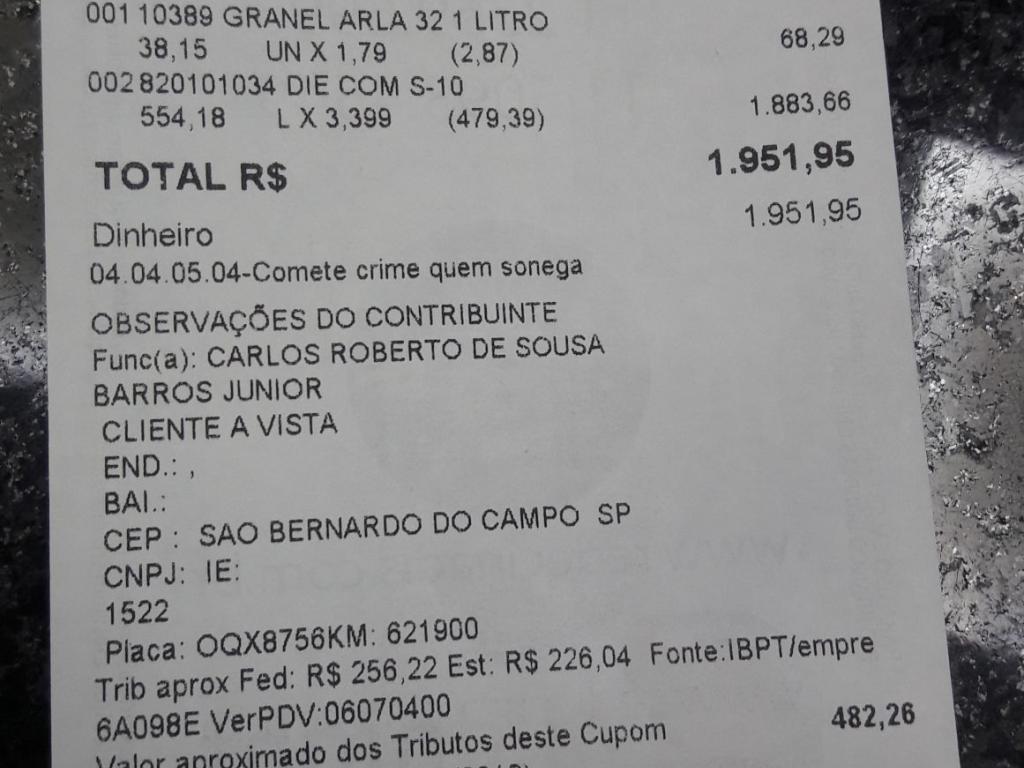 001 10389 GRANEL ARLA 32 1 LITRO
38,15 UN X 1,79 (2,87) 68,29
002 820101034 DIE COM S-10
554,18 L X 3,399 (479,39) 1.883,66
TOTAL R$ 1.951,95
Dinheiro 1.951,95
04.04.05.04-Comete crime quem sonega
OBSERVAÇÕES DO CONTRIBUINTE
Func(a): CARLOS ROBERTO DE SOUSA
BARROS JUNIOR
CLIENTE A VISTA
END.: ,
BAI.:
CEP : SAO BERNARDO DO CAMPO SP
CNPJ: IE:
1522
Placa: OQX8756KM: 621900
Trib aprox Fed: R$ 256,22 Est: R$ 226,04 Fonte:IBPT/empre
6A098E VerPDV:06070400
Valor aproximado dos Tributos deste Cupom 482,26